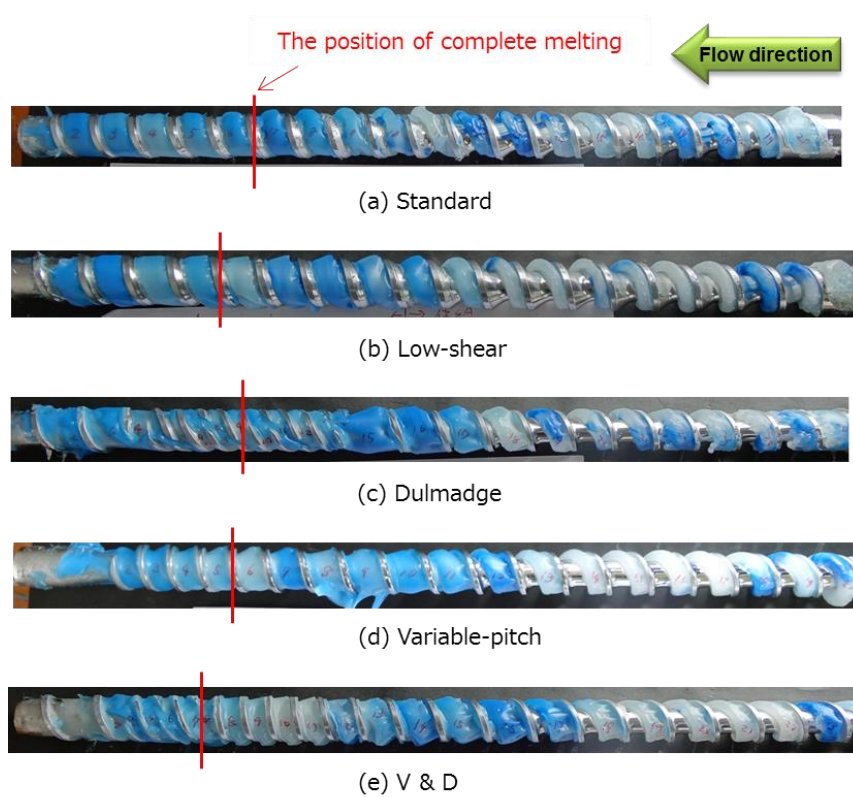 The position of complete melting
Flow direction
(a) Standard
(b) Low-shear
(c) Dulmadge
(d) Variable-pitch
(e) V & D